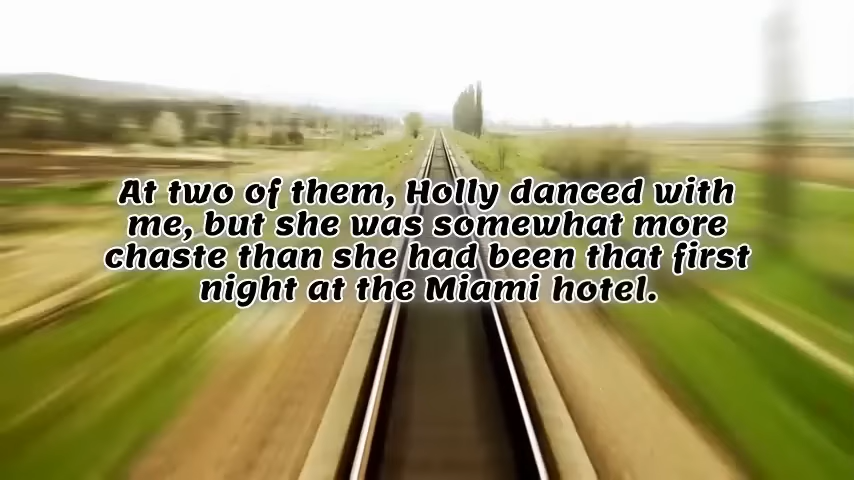 At two of them, Holly danced with
me, but she was somewhat more
chaste than she had been that first
night at the Miami hotel.